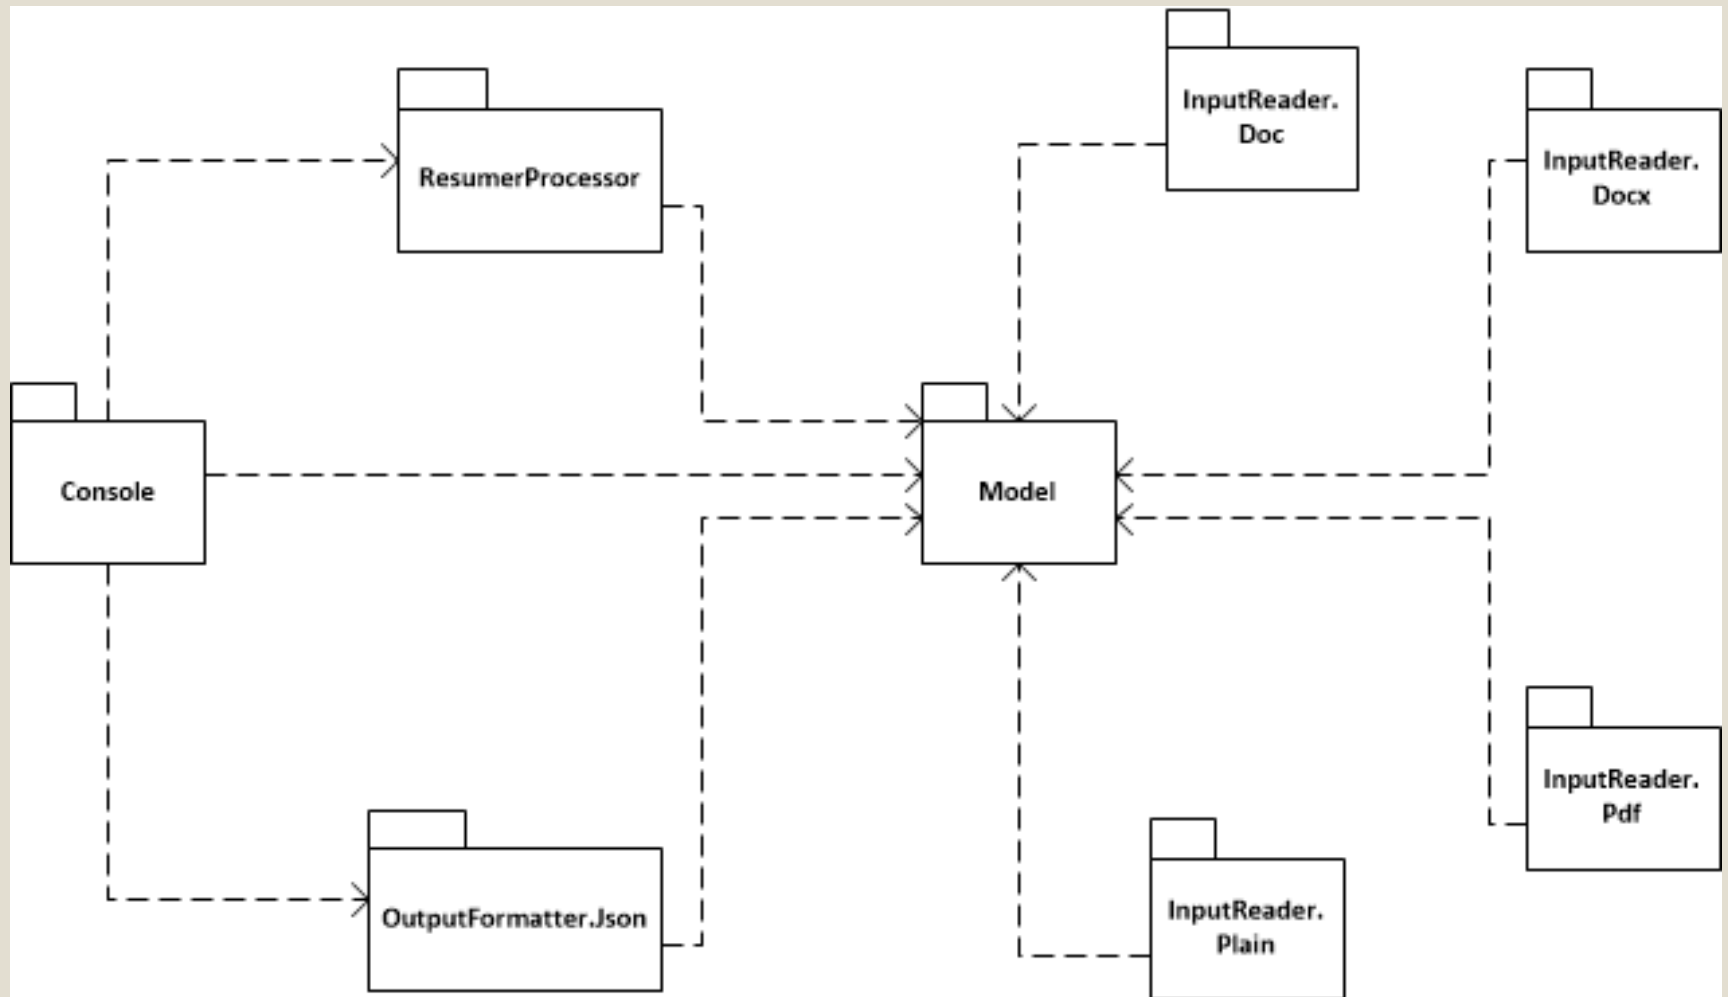 InputReader.
Doc
InputReader.
Docx
ResumerProcessor
Console
Model
InputReader.
Pdf
OutputFormatter.Json
InputReader.
Plain